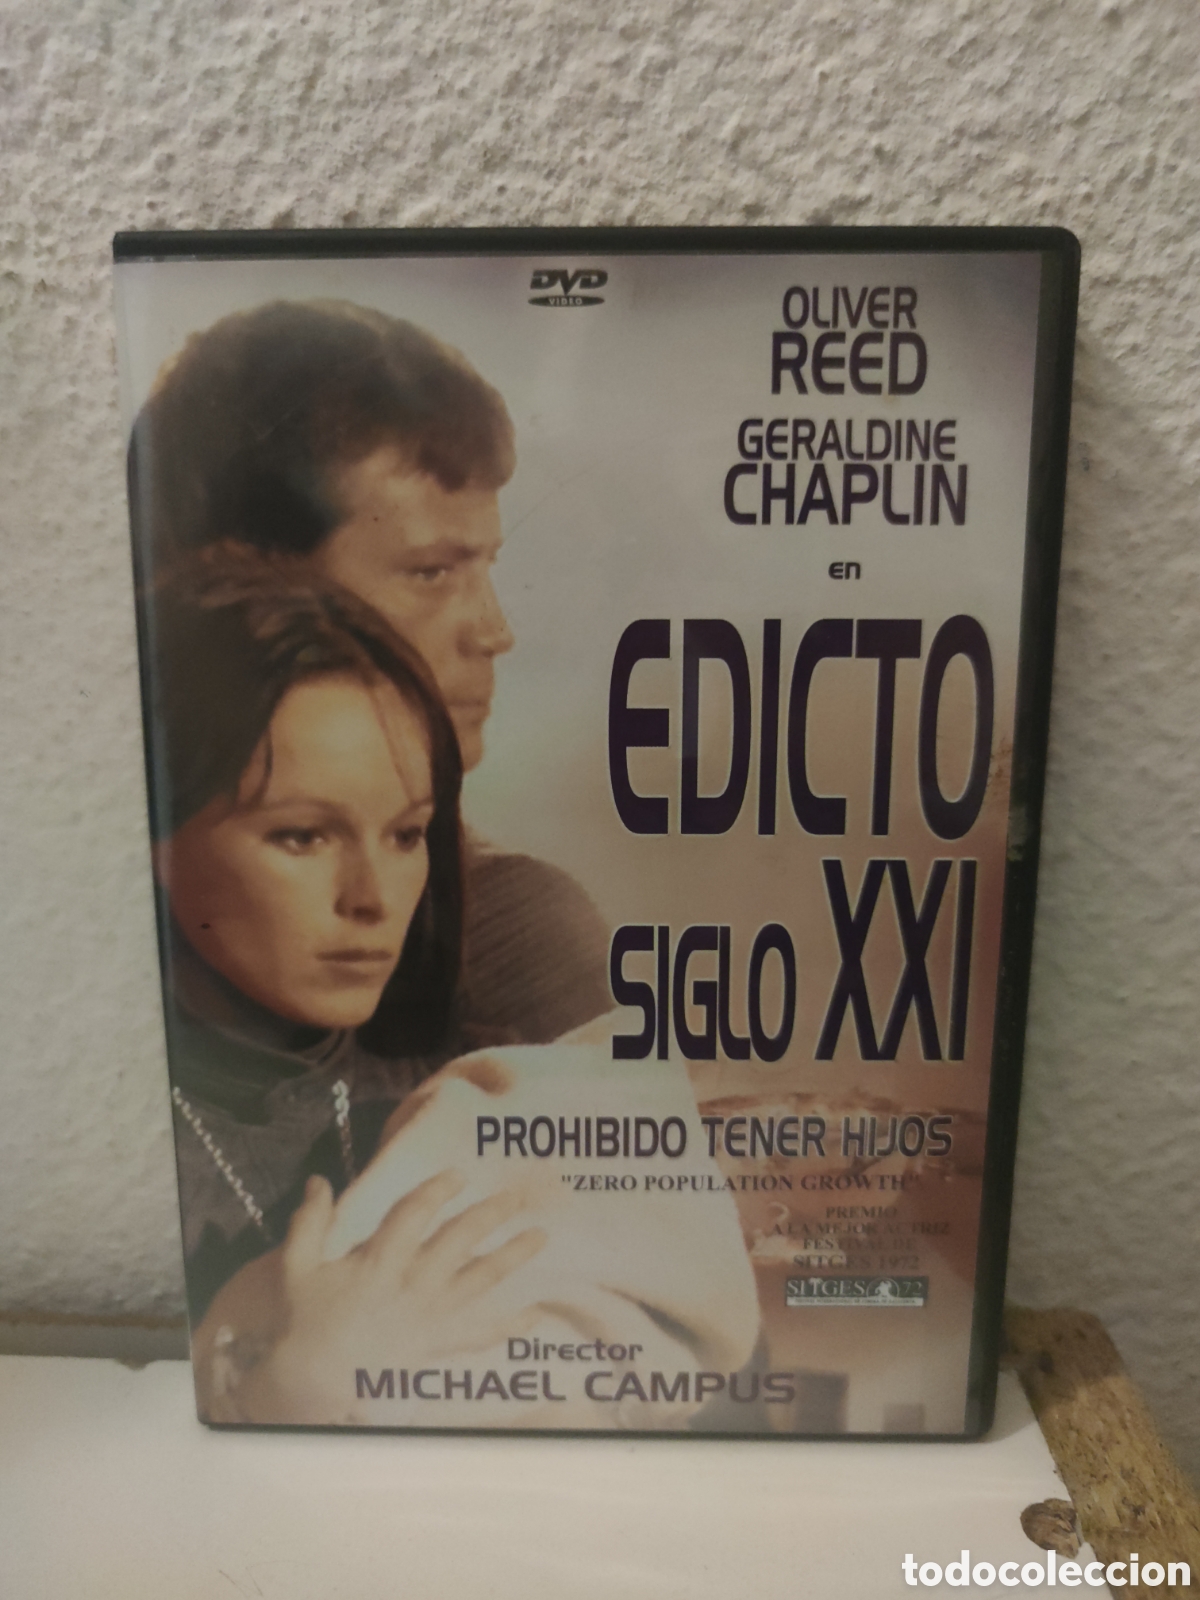 DVD
VIDEO
OLIVER
REED
GERALDINE
CHAPLIN
EN
EDICTO
SIGLO XXI
PROHIBIDO TENER HIJOS
"ZERO POPULATION GROWTH"
PREMIO
A LA MEJOR ACTRIZ
FESTIVAL DE
SITGES 1972
SITGES 72
Director
MICHAEL CAMPUS
todocoleccion